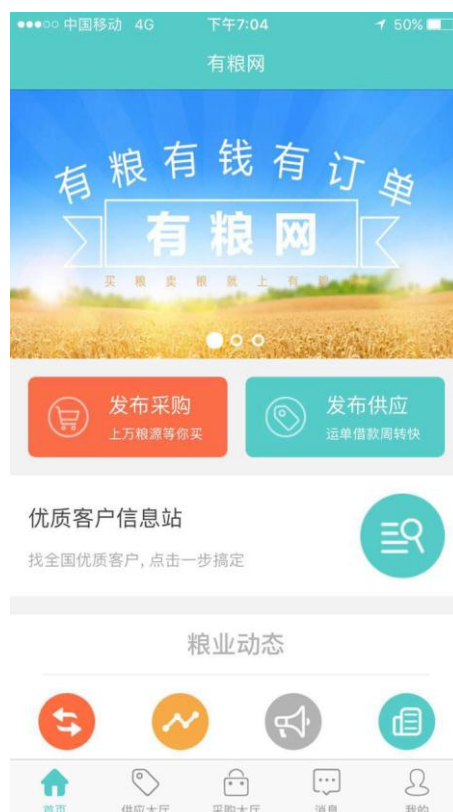 中国移动 4G 下午7:04 50%
有粮网
有粮有钱有订单
有粮网
买粮卖粮就上有
发布采购
上万粮源等你买
发布供应
运单借款周转快
优质客户信息站
找全国优质客户,点击一步搞定
粮业动态
首页 供应大厅 采购大厅 消息 我的